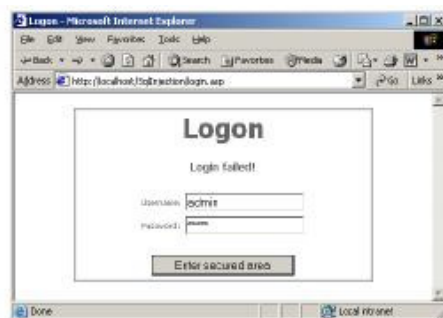 Logon - Microsoft Internet Explorer
File Edit View Favorites Tools Help
Back Search Favorites Media
Address http://localhost/SqlInjection/login.asp Go Links »
Logon
Login failed!
Username: admin
Password: ****
Enter secured area
Done Local intranet